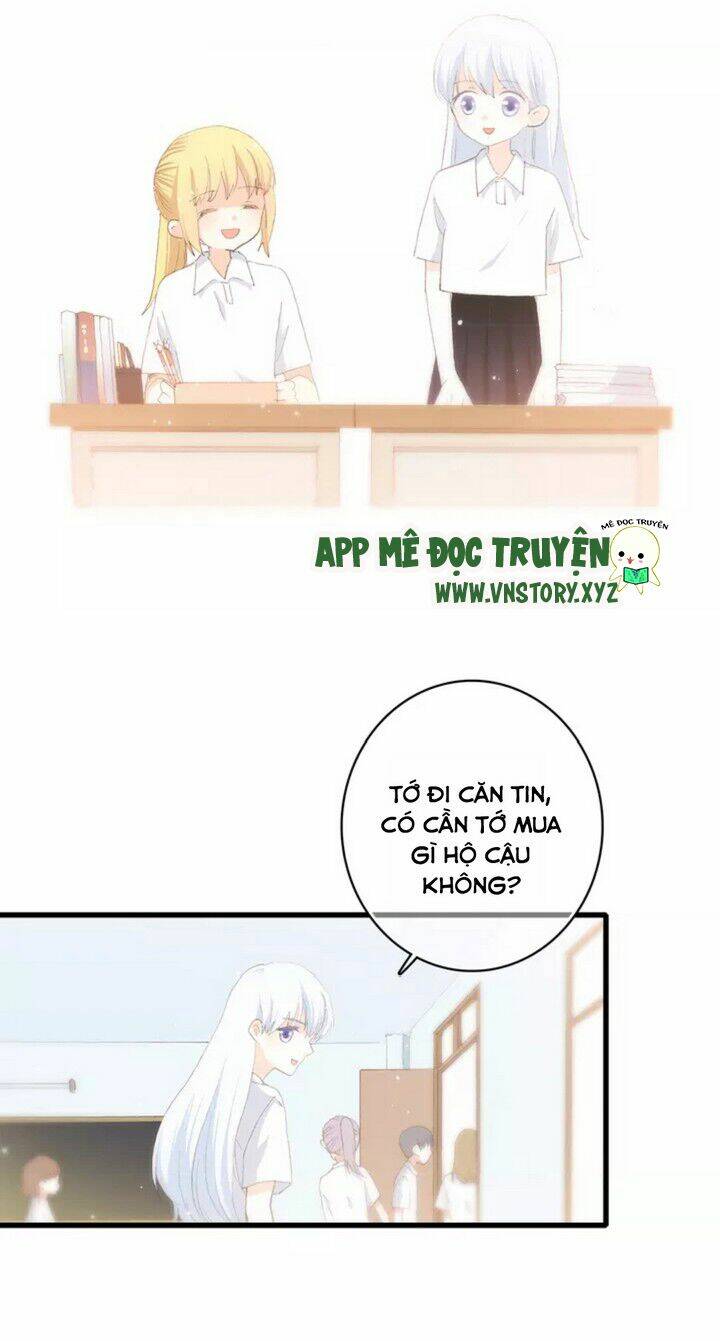 MÊ ĐỌC TRUYỆN
APP MÊ ĐỌC TRUYỆN
WWW.VNSTORY.XYZ
TỚ ĐI CĂN TIN,
CÓ CẦN TỚ MUA
GÌ HỘ CẬU
KHÔNG?